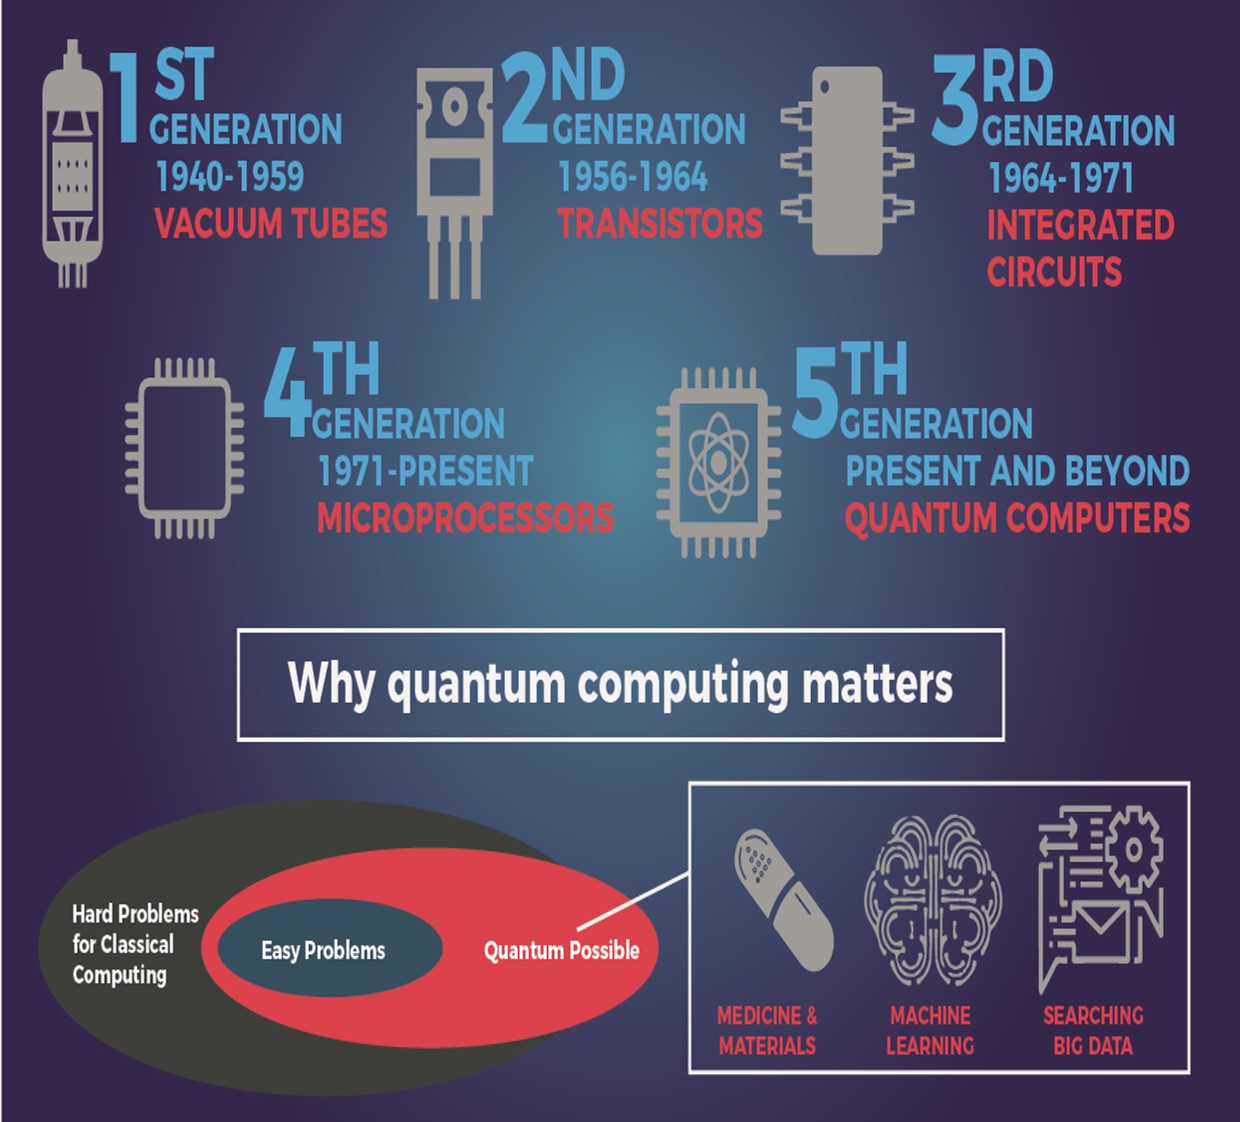 1ST
GENERATION
1940-1959
VACUUM TUBES
2ND
GENERATION
1956-1964
TRANSISTORS
3RD
GENERATION
1964-1971
INTEGRATED
CIRCUITS
4TH
GENERATION
1971-PRESENT
MICROPROCESSORS
5TH
GENERATION
PRESENT AND BEYOND
QUANTUM COMPUTERS
Why quantum computing matters
Hard Problems
for Classical
Computing
Easy Problems
Quantum Possible
MEDICINE &
MATERIALS
MACHINE
LEARNING
SEARCHING
BIG DATA